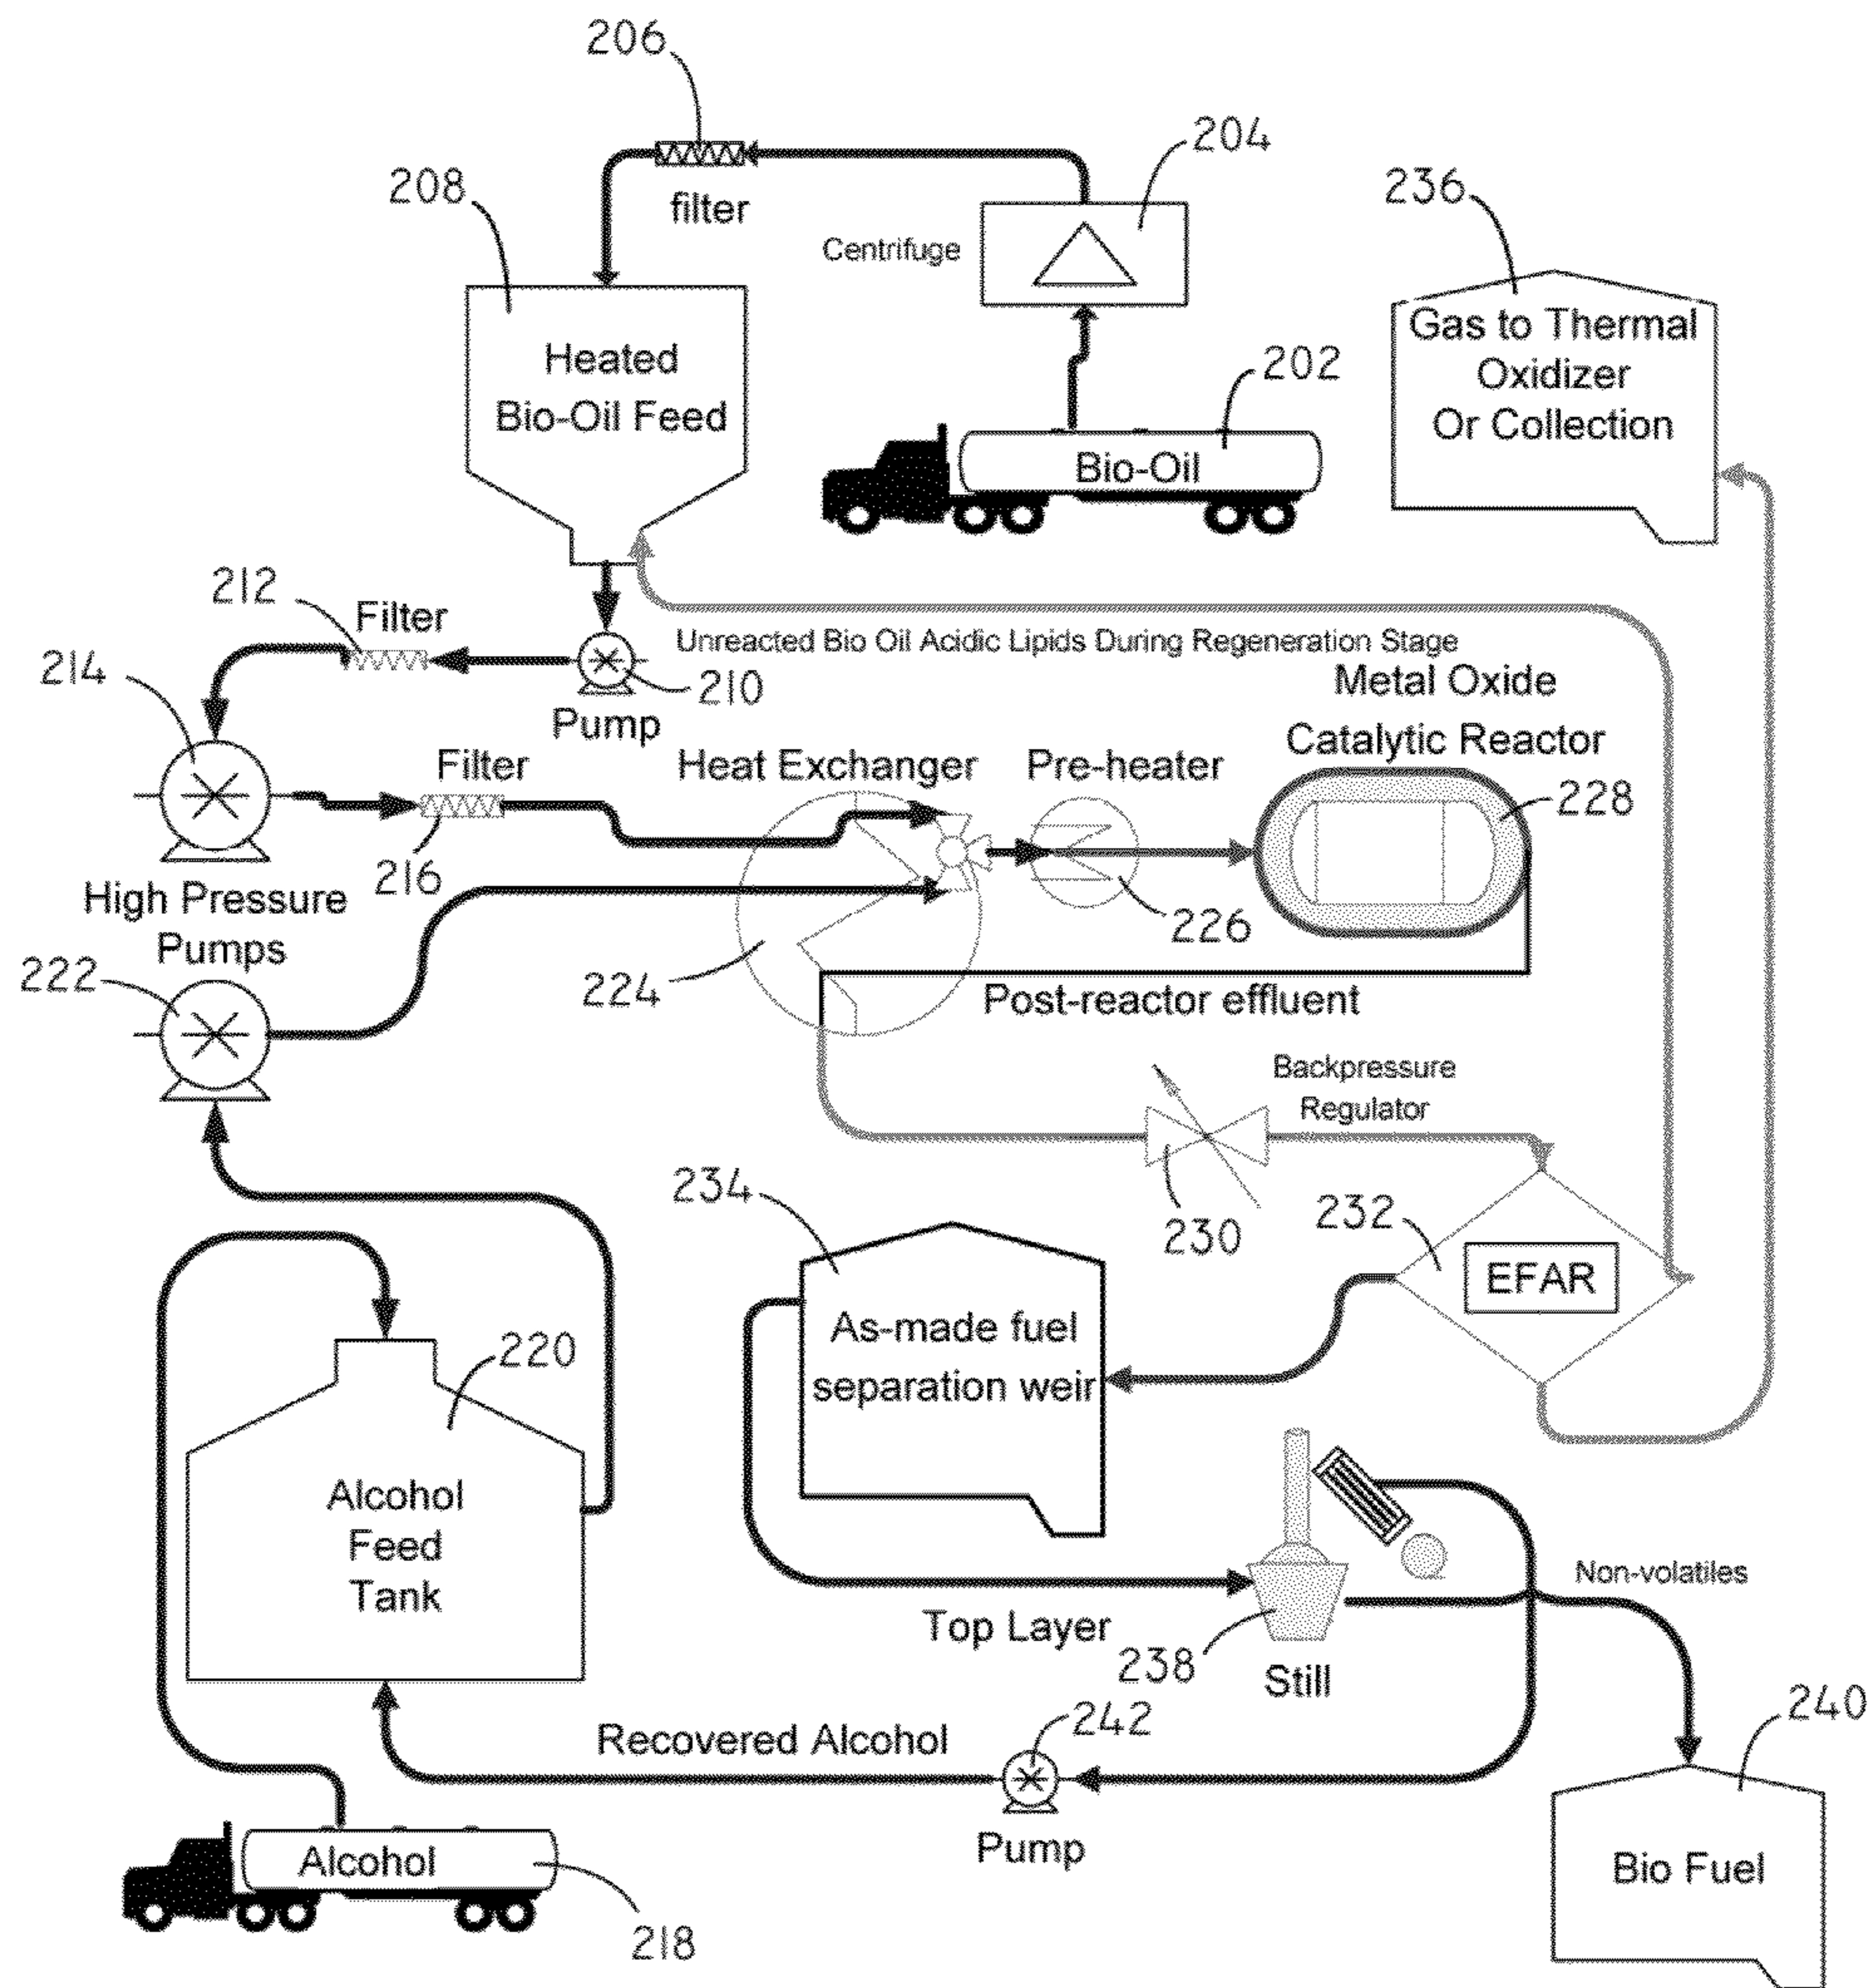 206
204
208
236
filter
Centrifuge
Gas to Thermal
Oxidizer
Or Collection
202
Heated
Bio-Oil Feed
Bio-Oil
212
Filter
Unreacted Bio Oil Acidic Lipids During Regeneration Stage
214
210
Pump
Metal Oxide
Catalytic Reactor
Filter
Heat Exchanger
Pre-heater
228
216
High Pressure
Pumps
226
222
224
Post-reactor effluent
Backpressure
Regulator
234
230
232
EFAR
As-made fuel
separation weir
220
Alcohol
Feed
Tank
Non-volatiles
Top Layer
238
Still
240
242
Recovered Alcohol
Pump
Alcohol
Bio Fuel
218